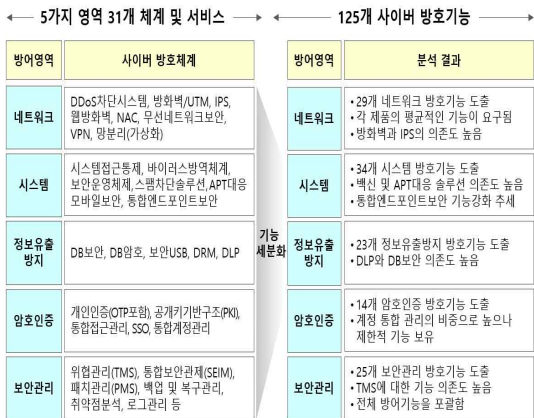 5가지 영역 31개 체계 및 서비스
방어영역
사이버 방호체계
네트워크
DDoS차단시스템, 방화벽/UTM, IPS,
웹방화벽, NAC, 무선네트워크보안,
VPN, 망분리(가상화)
시스템
시스템접근통제, 바이러스방역체계,
보안운영체제,스팸차단솔루션,APT대응
모바일보안, 통합엔드포인트보안
정보유출
방지
DB보안, DB암호, 보안USB, DRM, DLP
암호인증
개인인증(OTP포함), 공개키기반구조(PKI),
통합접근관리, SSO, 통합계정관리
보안관리
위협관리(TMS), 통합보안관제(SEIM),
패치관리(PMS), 백업 및 복구관리,
취약점분석, 로그관리 등
기능
세분화
125개 사이버 방호기능
방어영역
분석 결과
네트워크
• 29개 네트워크 방호기능 도출
• 각 제품의 평균적인 기능이 요구됨
• 방화벽과 IPS의 의존도 높음
시스템
• 34개 시스템 방호기능 도출
• 백신 및 APT대응 솔루션 의존도 높음
• 통합엔드포인트보안 기능강화 추세
정보유출
방지
• 23개 정보유출방지 방호기능 도출
• DLP와 DB보안 의존도 높음
암호인증
• 14개 암호인증 방호기능 도출
• 계정 통합 관리의 비중으로 높으나
제한적 기능 보유
보안관리
• 25개 보안관리 방호기능 도출
• TMS에 대한 기능 의존도 높음
• 전체 방어기능을 포괄함